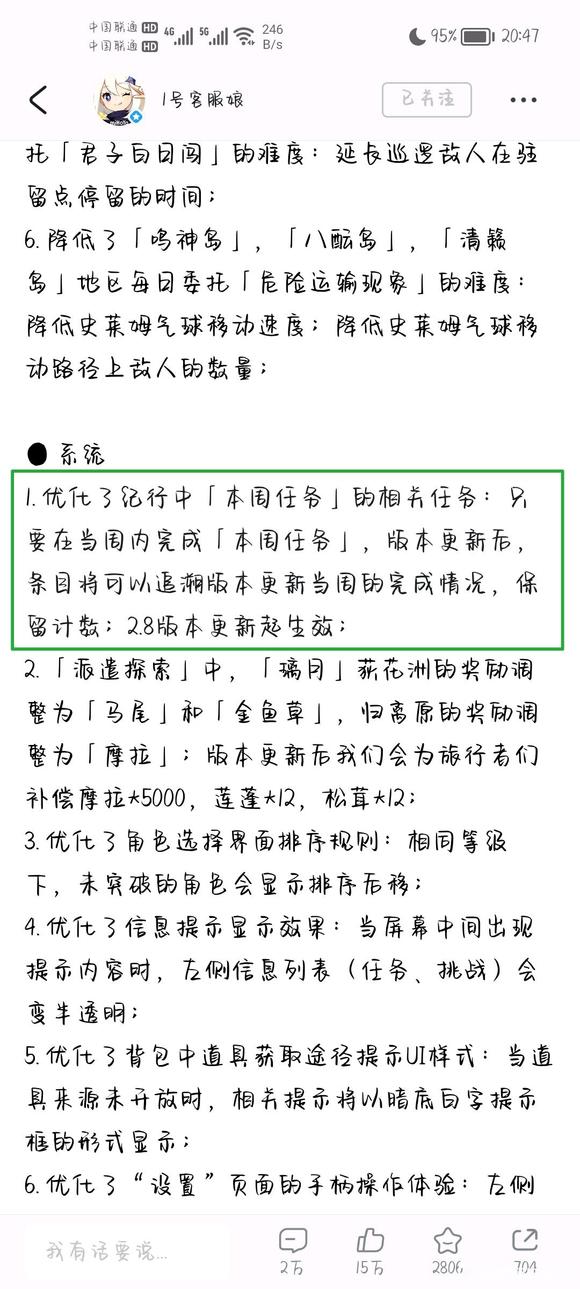 中国联通 HD 4G 5G 246 95% 20:47
中国联通 HD B/s
1号客服娘 已关注
托「君子白日闯」的难度：延长巡逻敌人在驻
留点停留的时间；
6.降低了「鸣神岛」，「八酝岛」，「清籁
岛」地区每日委托「危险运输现象」的难度：
降低史莱姆气球移动速度；降低史莱姆气球移
动路径上敌人的数量；
● 系统
1.优化了纪行中「本周任务」的相关任务：只
要在当周内完成「本周任务」，版本更新后，
条目将可以追溯版本更新当周的完成情况，保
留计数；2.8版本更新起生效；
2.「派遣探索」中，「璃月」荻花洲的奖励调
整为「马尾」和「金鱼草」，归离原的奖励调
整为「摩拉」；版本更新后我们会为旅行者们
补偿摩拉*5000，莲蓬*12，松茸*12；
3.优化了角色选择界面排序规则：相同等级
下，未突破的角色会显示排序后移；
4.优化了信息提示显示效果：当屏幕中间出现
提示内容时，左侧信息列表（任务、挑战）会
变半透明；
5.优化了背包中道具获取途径提示UI样式：当道
具来源未开放时，相关提示将以暗底白字提示
框的形式显示；
6.优化了“设置”页面的手柄操作体验：左侧
我有话要说... 2万 15万 2806 704